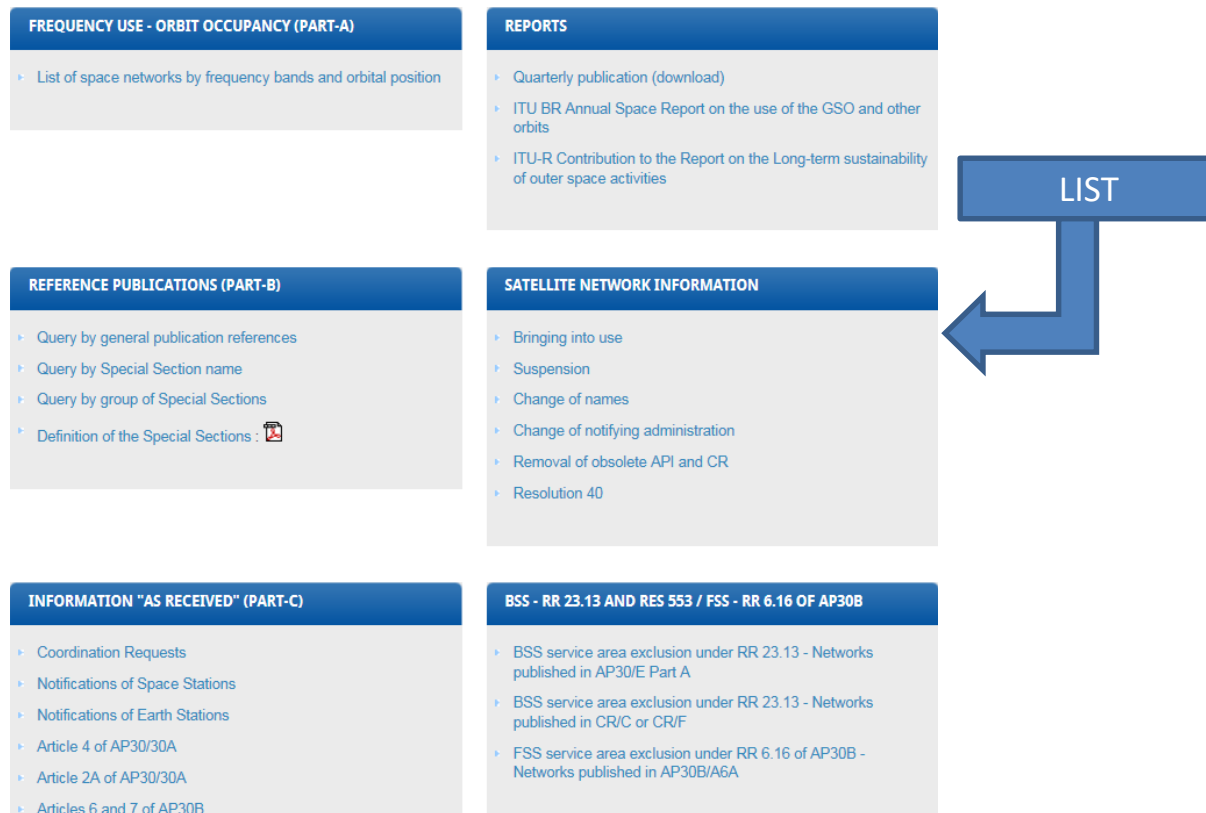 FREQUENCY USE - ORBIT OCCUPANCY (PART-A)
List of space networks by frequency bands and orbital position
REPORTS
Quarterly publication (download)
ITU BR Annual Space Report on the use of the GSO and other
orbits
ITU-R Contribution to the Report on the Long-term sustainability
of outer space activities
LIST
REFERENCE PUBLICATIONS (PART-B)
Query by general publication references
Query by Special Section name
Query by group of Special Sections
Definition of the Special Sections :
SATELLITE NETWORK INFORMATION
Bringing into use
Suspension
Change of names
Change of notifying administration
Removal of obsolete API and CR
Resolution 40
INFORMATION "AS RECEIVED" (PART-C)
Coordination Requests
Notifications of Space Stations
Notifications of Earth Stations
Article 4 of AP30/30A
Article 2A of AP30/30A
Articles 6 and 7 of AP30B
BSS - RR 23.13 AND RES 553 / FSS - RR 6.16 OF AP30B
BSS service area exclusion under RR 23.13 - Networks
published in AP30/E Part A
BSS service area exclusion under RR 23.13 - Networks
published in CR/C or CR/F
FSS service area exclusion under RR 6.16 of AP30B -
Networks published in AP30B/A6A